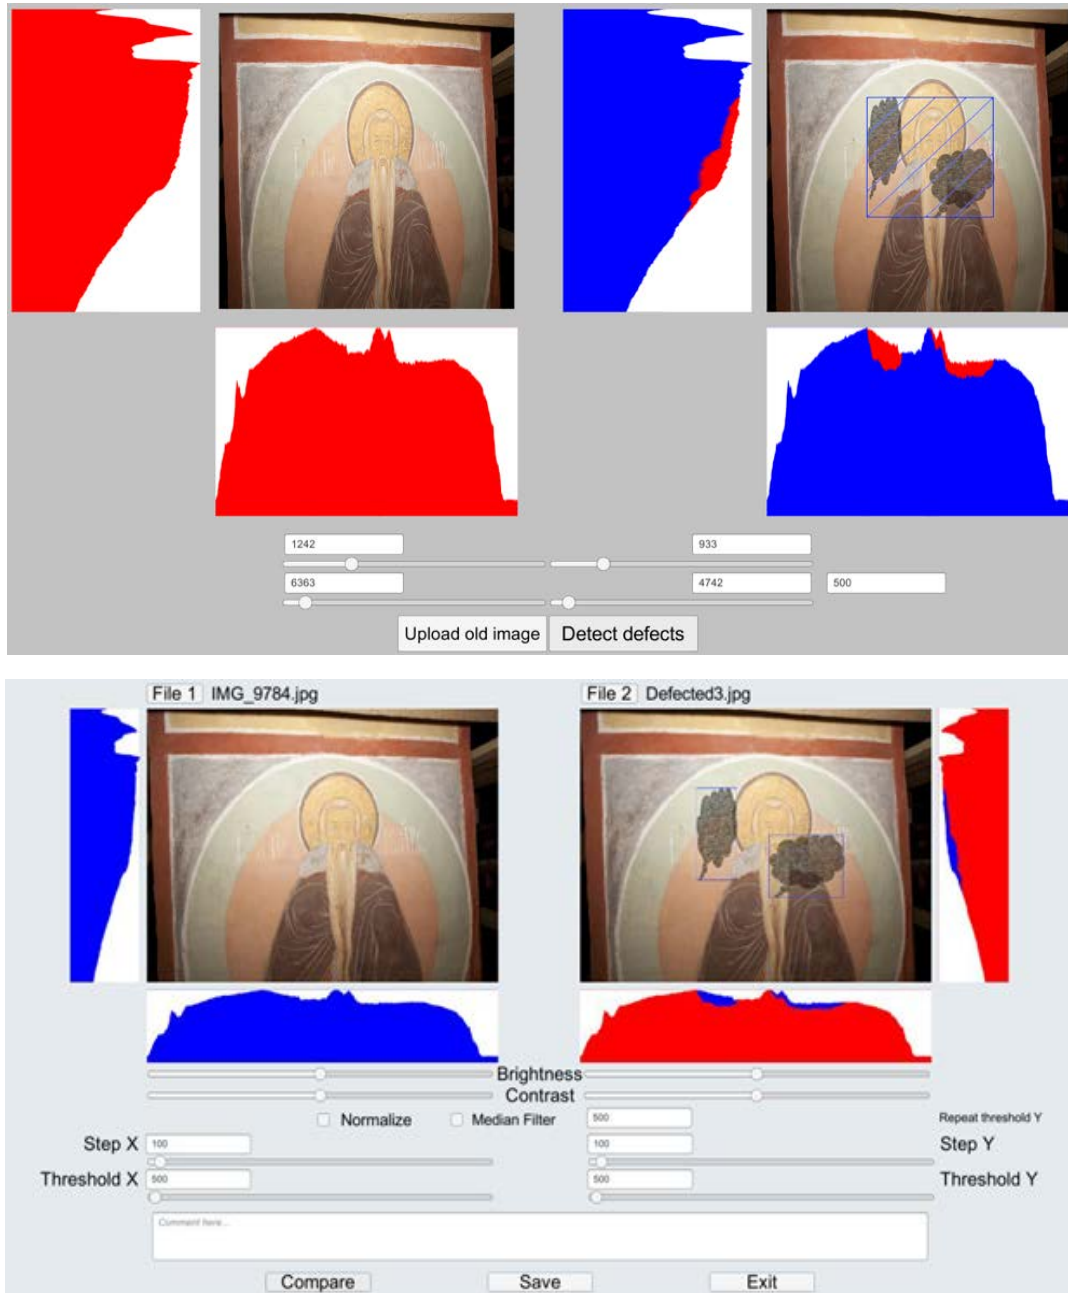 1242 933
6363 4742 500
Upload old image Detect defects
File 1 IMG_9784.jpg File 2 Defected3.jpg
Brightness
Contrast
Normalize Median Filter 500 Repeat threshold Y
Step X 100 100 Step Y
Threshold X 500 500 Threshold Y
Comment here...
Compare Save Exit